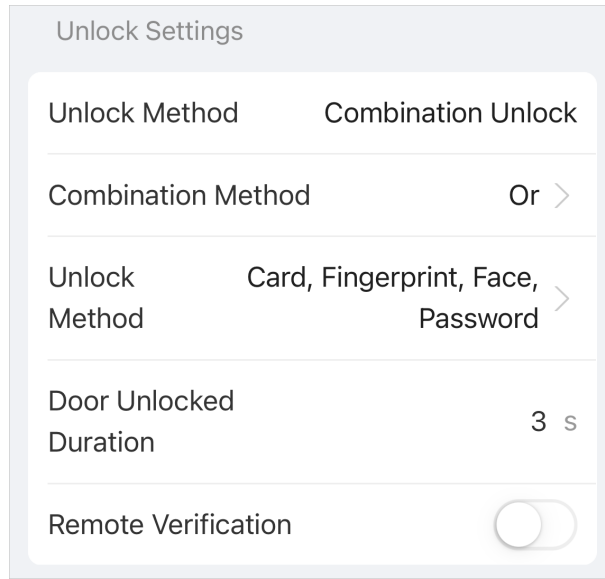 Unlock Settings
Unlock Method Combination Unlock
Combination Method Or
Unlock Card, Fingerprint, Face,
Method Password
Door Unlocked
Duration 3 s
Remote Verification